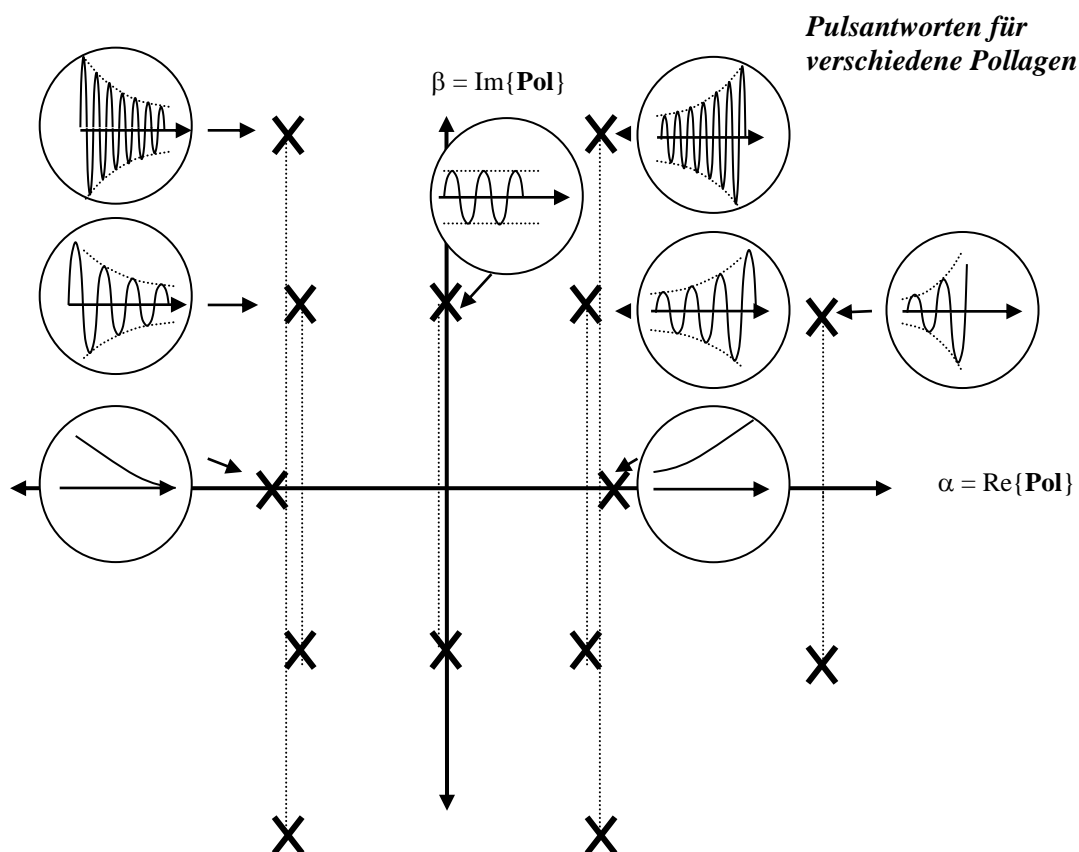 Pulsantworten für
verschiedene Pollagen
β = Im{Pol}
α = Re{Pol}